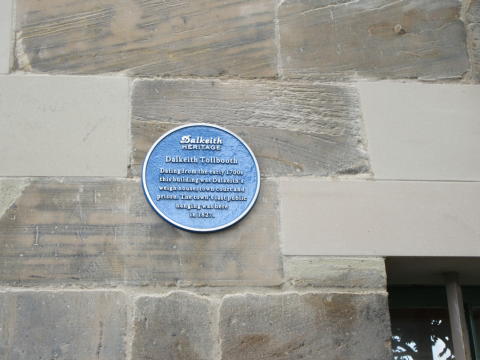 Dalkeith
HERITAGE
Dalkeith Tollbooth
Dating from the early 1700s
this building was Dalkeith's
weigh house, town court and
prison. The town's last public
hanging was here
in 1827.